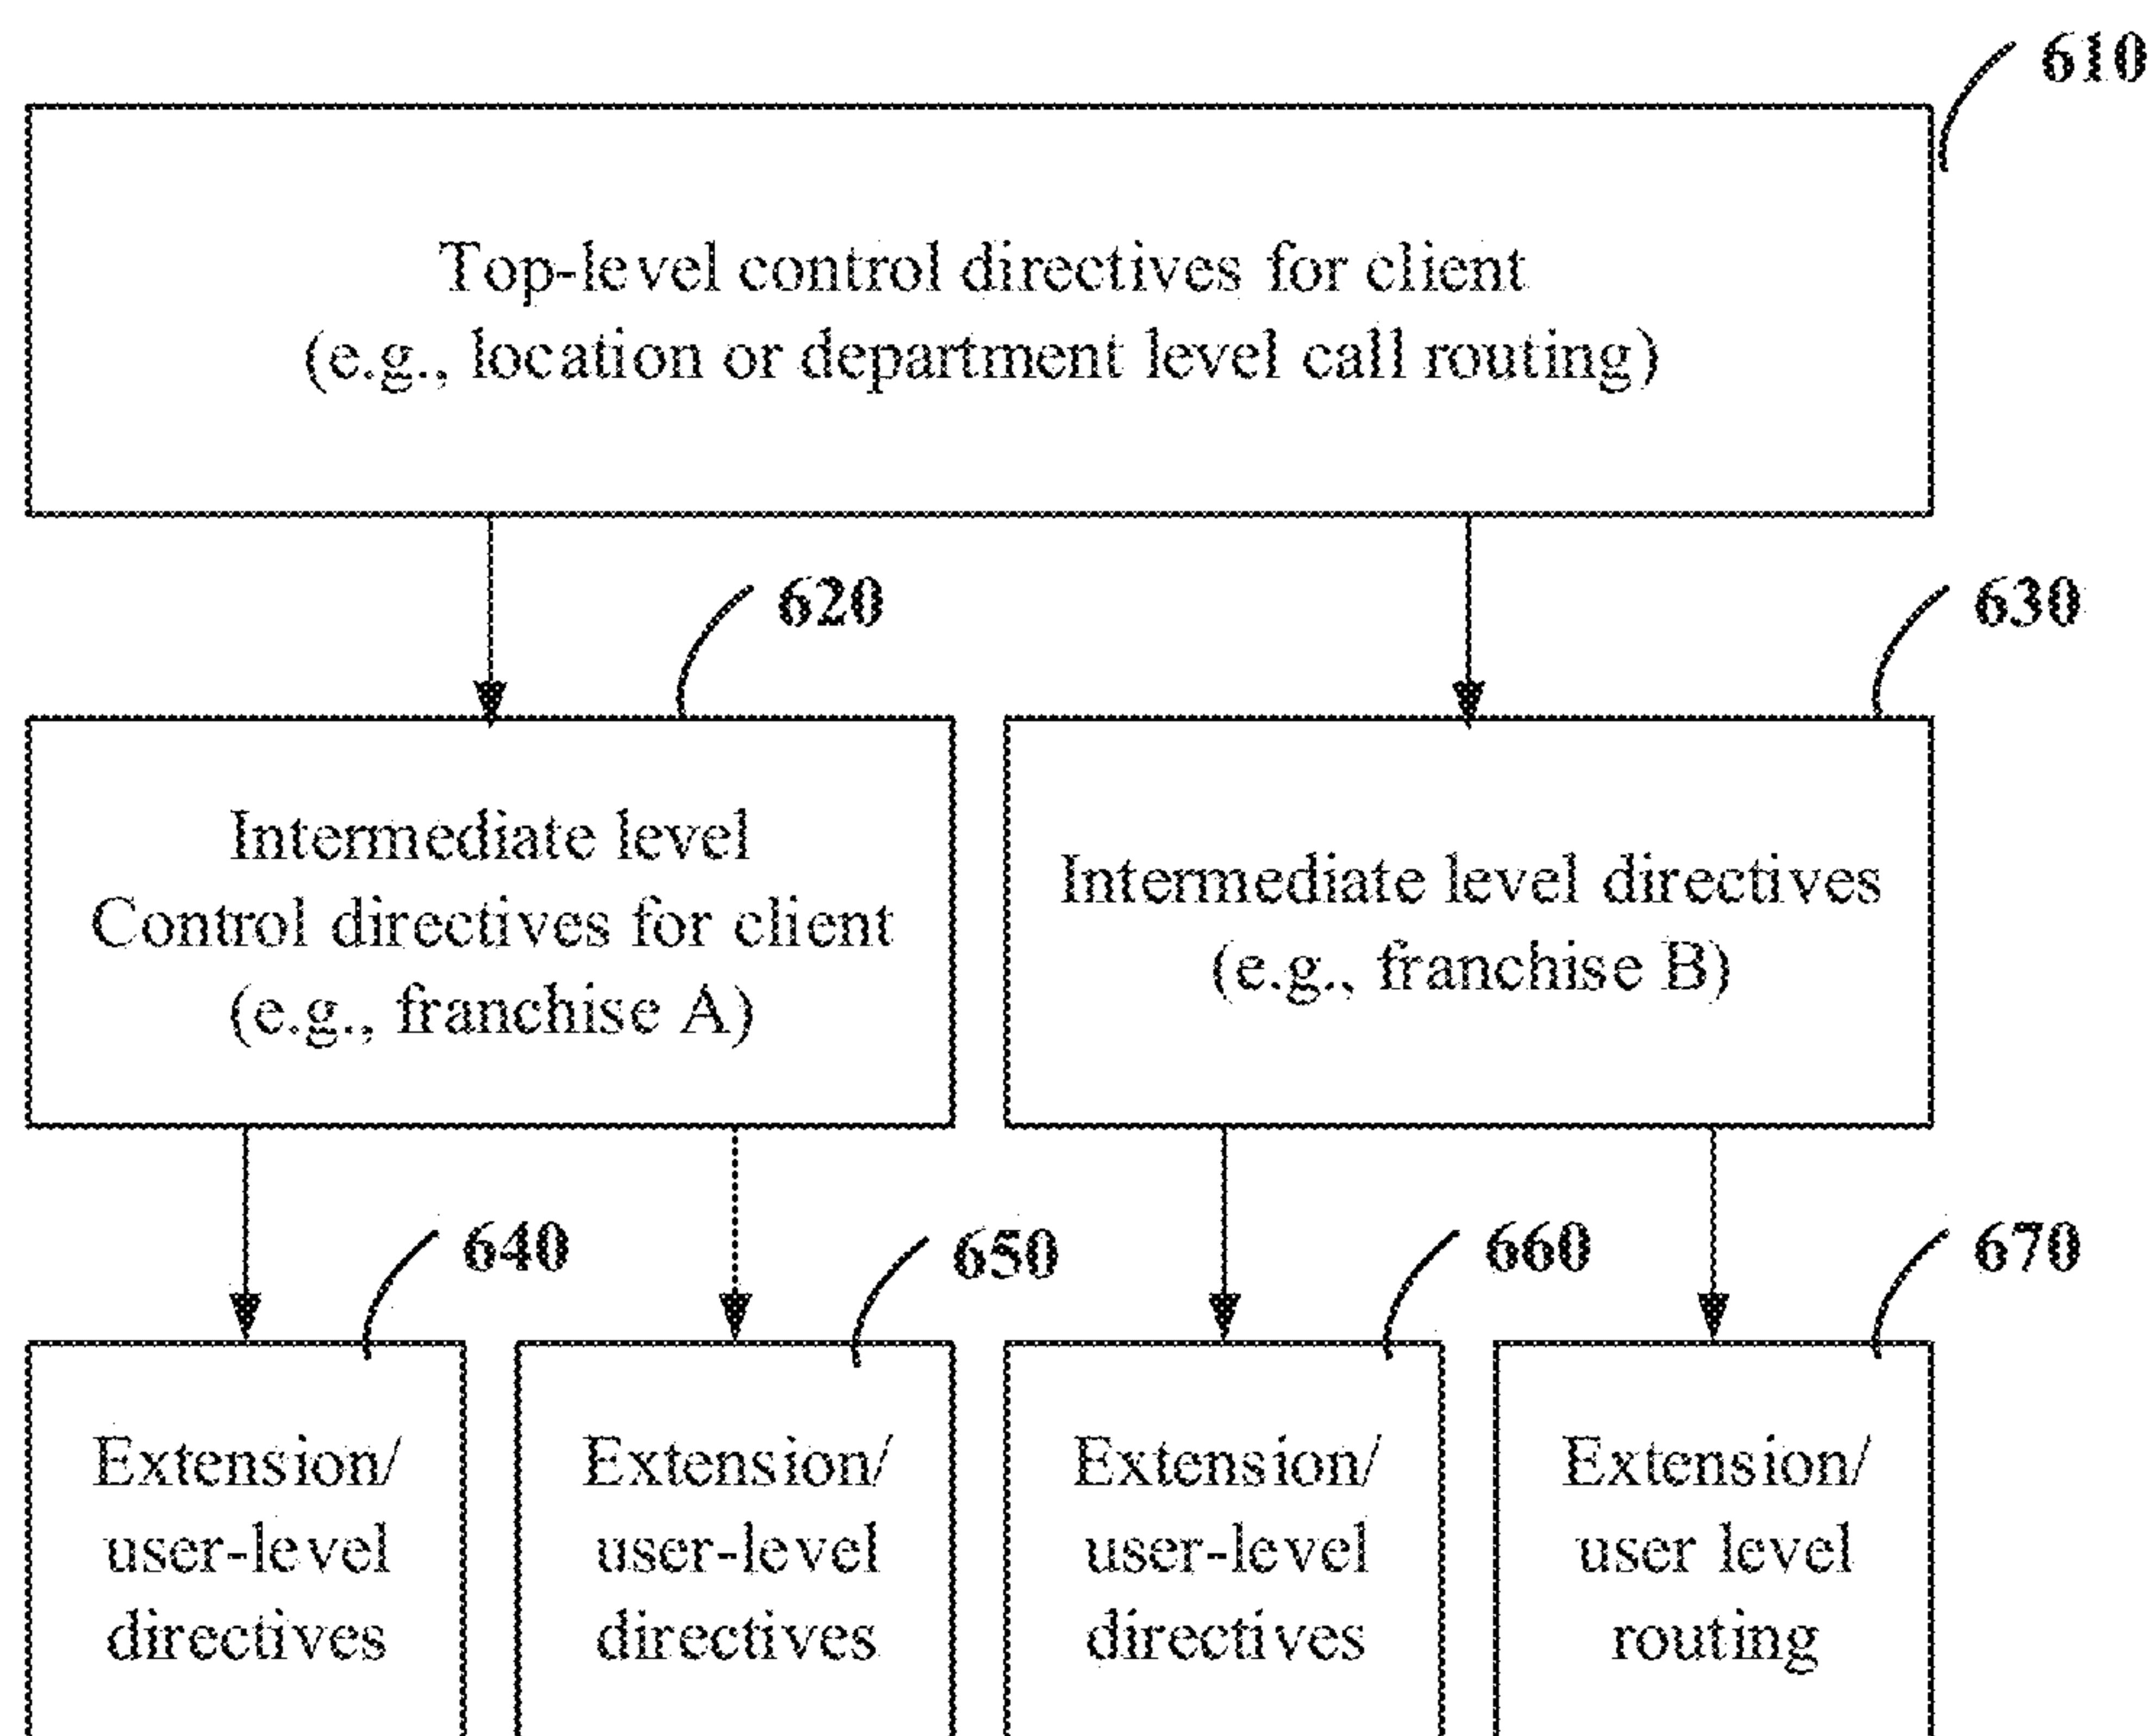 610
Top-level control directives for client
(e.g., location or department level call routing)
620
630
Intermediate level
Control directives for client
(e.g., franchise A)
Intermediate level directives
(e.g., franchise B)
640
650
660
670
Extension/
user-level
directives
Extension/
user-level
directives
Extension/
user-level
directives
Extension/
user level
routing